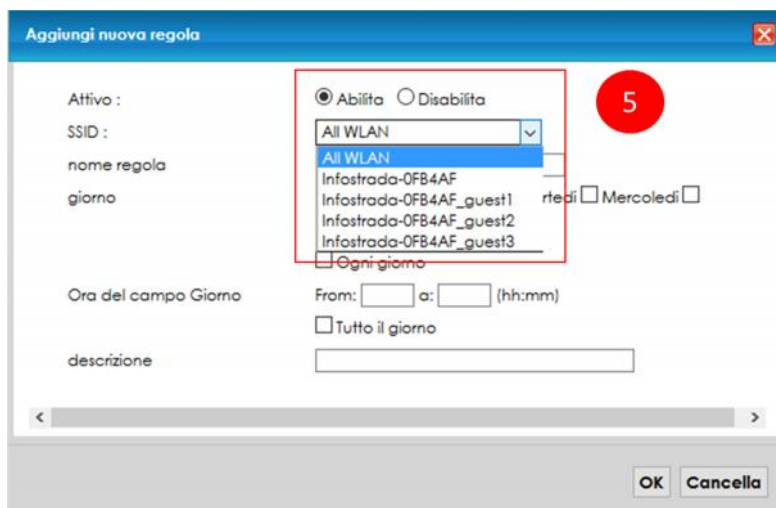 Aggiungi nuova regola
Attivo : Abilita Disabilita
5
SSID : All WLAN
All WLAN
nome regola
Infostrada-0FB4AF
giorno Infostrada-0FB4AF_guest1 rtedì Mercoledì
Infostrada-0FB4AF_guest2
Infostrada-0FB4AF_guest3
Ogni giorno
Ora del campo Giorno From: a: (hh:mm)
Tutto il giorno
descrizione
OK Cancella